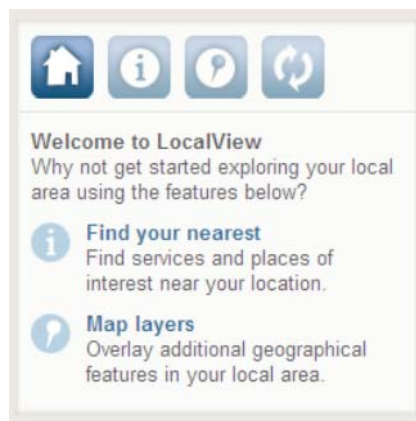 Welcome to LocalView
Why not get started exploring your local
area using the features below?
Find your nearest
Find services and places of
interest near your location.
Map layers
Overlay additional geographical
features in your local area.